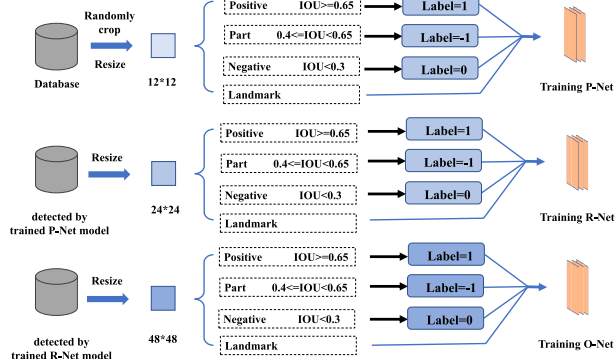 Randomly
crop
Resize
Database
12*12
Positive IOU>=0.65
Part 0.4<=IOU<0.65
Negative IOU<0.3
Landmark
Label=1
Label=-1
Label=0
Training P-Net
Resize
detected by
trained P-Net model
24*24
Positive IOU>=0.65
Part 0.4<=IOU<0.65
Negative IOU<0.3
Landmark
Label=1
Label=-1
Label=0
Training R-Net
Resize
detected by
trained R-Net model
48*48
Positive IOU>=0.65
Part 0.4<=IOU<0.65
Negative IOU<0.3
Landmark
Label=1
Label=-1
Label=0
Training O-Net